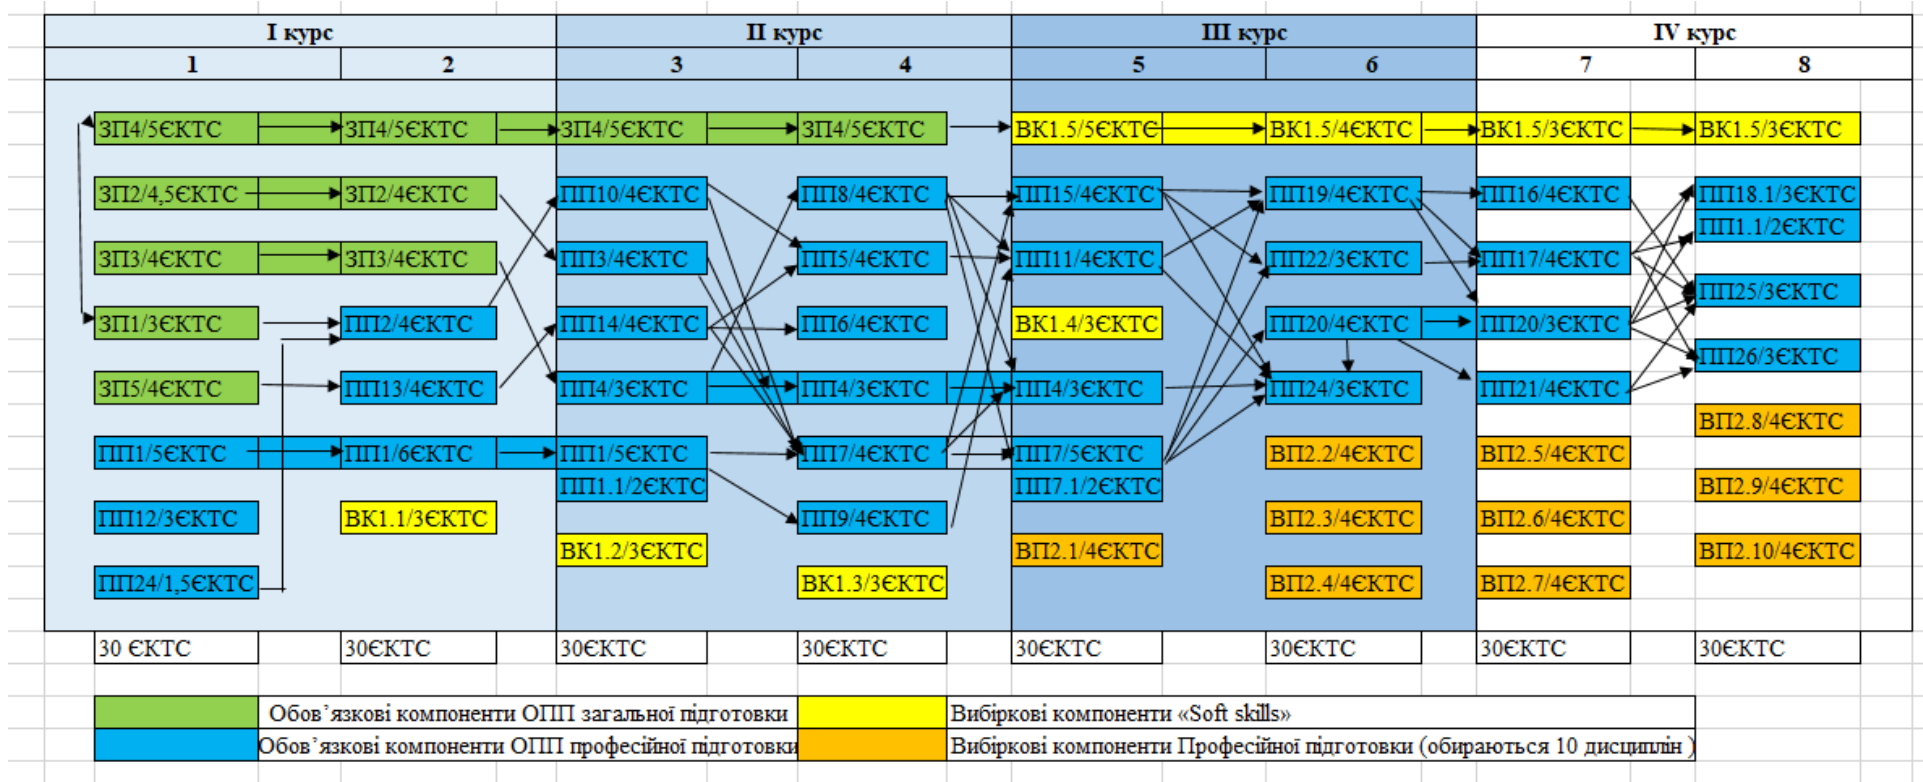 I курс II курс III курс IV курс
1 2 3 4 5 6 7 8
ЗП4/5ЄКТС ЗП4/5ЄКТС ЗП4/5ЄКТС ЗП4/5ЄКТС ВК1.5/5ЄКТС ВК1.5/4ЄКТС ВК1.5/3ЄКТС ВК1.5/3ЄКТС
ЗП2/4,5ЄКТС ЗП2/4ЄКТС ПП10/4ЄКТС ПП8/4ЄКТС ПП15/4ЄКТС ПП19/4ЄКТС ПП16/4ЄКТС ПП18.1/3ЄКТС
ПП1.1/2ЄКТС
ЗП3/4ЄКТС ЗП3/4ЄКТС ПП3/4ЄКТС ПП5/4ЄКТС ПП11/4ЄКТС ПП22/3ЄКТС ПП17/4ЄКТС
ПП25/3ЄКТС
ЗП1/3ЄКТС ПП2/4ЄКТС ПП14/4ЄКТС ПП6/4ЄКТС ВК1.4/3ЄКТС ПП20/4ЄКТС ПП20/3ЄКТС
ПП26/3ЄКТС
ЗП5/4ЄКТС ПП13/4ЄКТС ПП4/3ЄКТС ПП4/3ЄКТС ПП4/3ЄКТС ПП24/3ЄКТС ПП21/4ЄКТС
ВП2.8/4ЄКТС
ПП1/5ЄКТС ПП1/6ЄКТС ПП1/5ЄКТС ПП7/4ЄКТС ПП7/5ЄКТС ВП2.2/4ЄКТС ВП2.5/4ЄКТС
ПП1.1/2ЄКТС ПП7.1/2ЄКТС ВП2.9/4ЄКТС
ПП12/3ЄКТС ВК1.1/3ЄКТС ПП9/4ЄКТС ВП2.3/4ЄКТС ВП2.6/4ЄКТС
ВК1.2/3ЄКТС ВП2.1/4ЄКТС ВП2.10/4ЄКТС
ПП24/1,5ЄКТС ВК1.3/3ЄКТС ВП2.4/4ЄКТС ВП2.7/4ЄКТС
30 ЄКТС 30ЄКТС 30ЄКТС 30ЄКТС 30ЄКТС 30ЄКТС 30ЄКТС 30ЄКТС
Обов’язкові компоненти ОПП загальної підготовки Вибіркові компоненти «Soft skills»
Обов’язкові компоненти ОПП професійної підготовки Вибіркові компоненти Професійної підготовки (обираються 10 дисциплін )